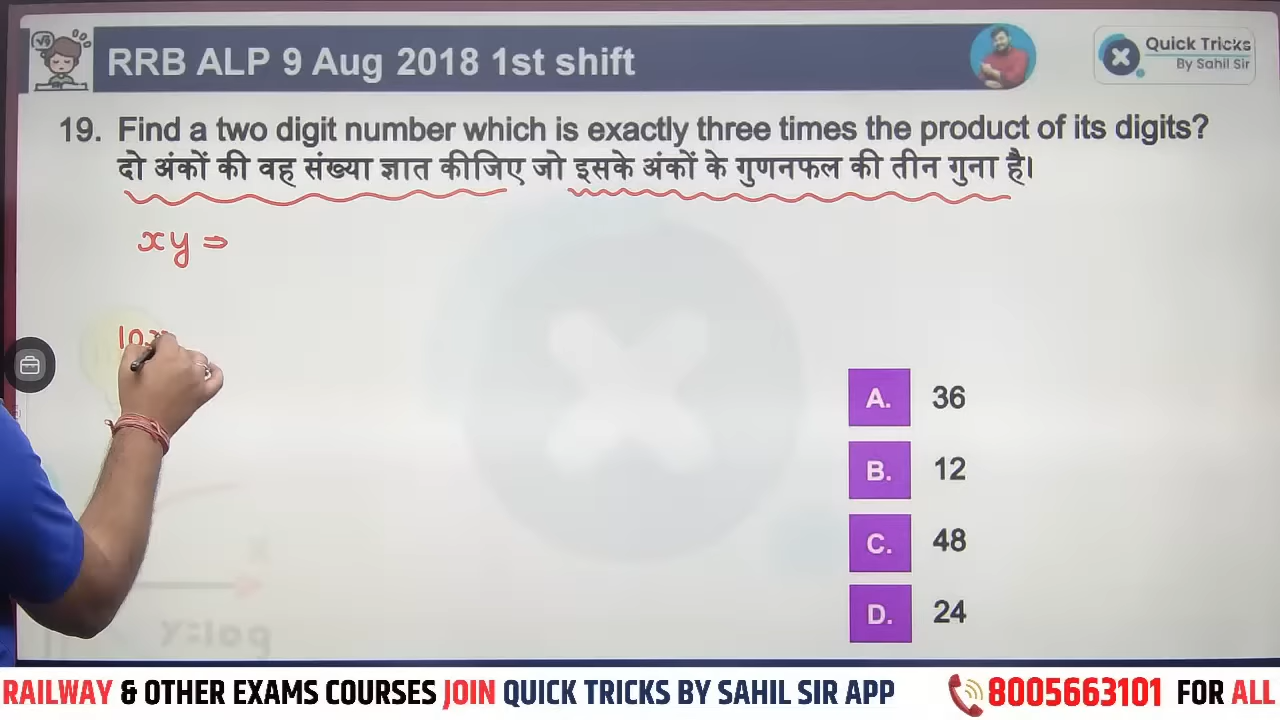 RRB ALP 9 Aug 2018 1st shift
Quick Tricks
By Sahil Sir
19. Find a two digit number which is exactly three times the product of its digits?
दो अंकों की वह संख्या ज्ञात कीजिए जो इसके अंकों के गुणनफल की तीन गुना है।
xy ⇒
10x
A. 36
B. 12
C. 48
D. 24
y=log
RAILWAY & OTHER EXAMS COURSES JOIN QUICK TRICKS BY SAHIL SIR APP 8005663101 FOR ALL